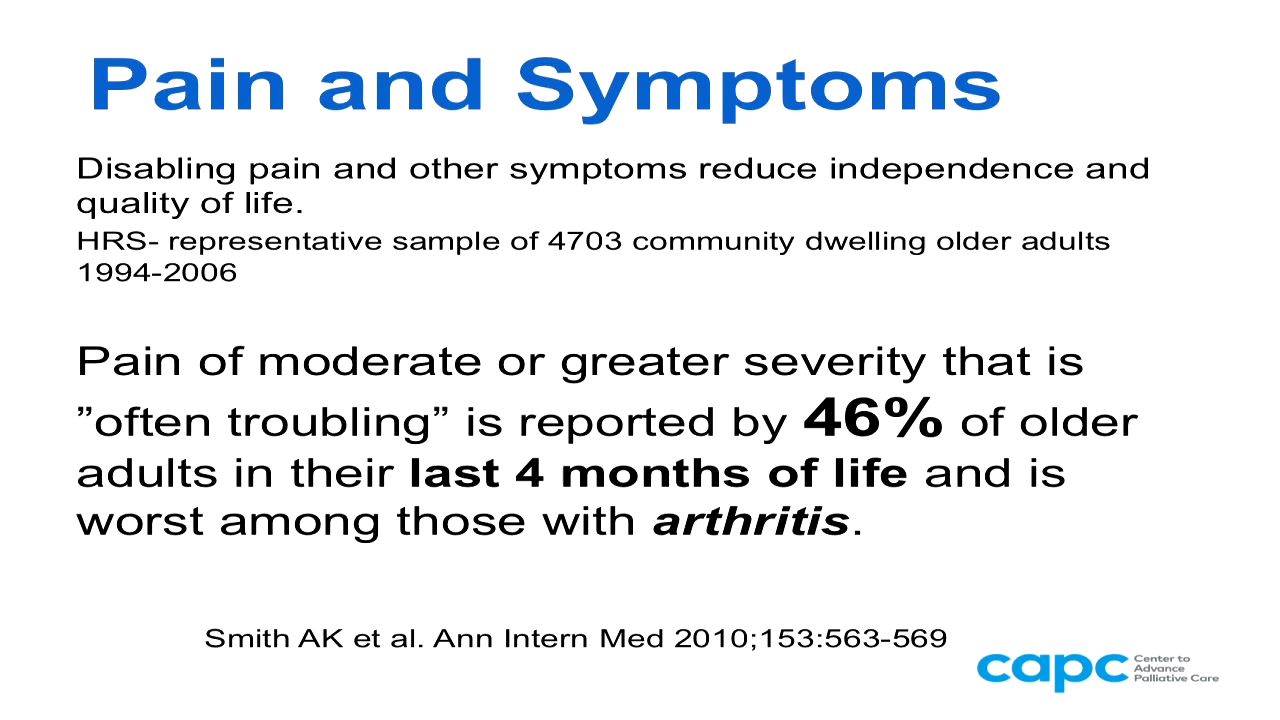 Pain and Symptoms
Disabling pain and other symptoms reduce independence and
quality of life.
HRS- representative sample of 4703 community dwelling older adults
1994-2006
Pain of moderate or greater severity that is
”often troubling” is reported by 46% of older
adults in their last 4 months of life and is
worst among those with arthritis.
Smith AK et al. Ann Intern Med 2010;153:563-569
capc
Center to
Advance
Palliative Care